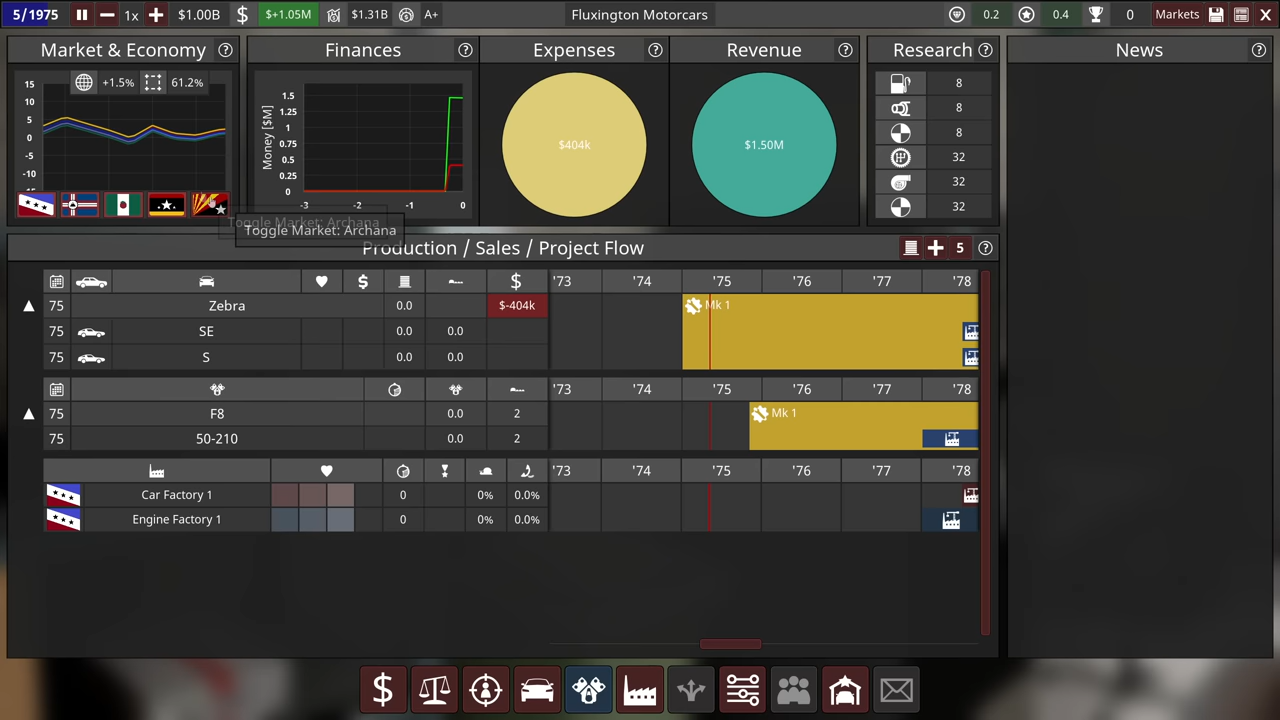 5/1975 1x $1.00B $ $+1.05M $1.31B A+ Fluxington Motorcars 0.2 0.4 0 Markets X
Market & Economy ? Finances ? Expenses ? Revenue ? Research ? News ?
+1.5% 61.2%
15
10
5
0
-5
-10
Money [$M]
1.5
1.25
1
0.75
0.5
0.25
0
-3 -2 -1 0
$404k
$1.50M
8
8
8
32
32
32
Toggle Market: Archana
Toggle Market: Archana
Production / Sales / Project Flow 5 ?
$ $ '73 '74 '75 '76 '77 '78
75 Zebra 0.0 $-404k Mk 1
75 SE 0.0 0.0
75 S 0.0 0.0
'73 '74 '75 '76 '77 '78
75 F8 0.0 2 Mk 1
75 50-210 0.0 2
'73 '74 '75 '76 '77 '78
Car Factory 1 0 0% 0.0%
Engine Factory 1 0 0% 0.0%
$